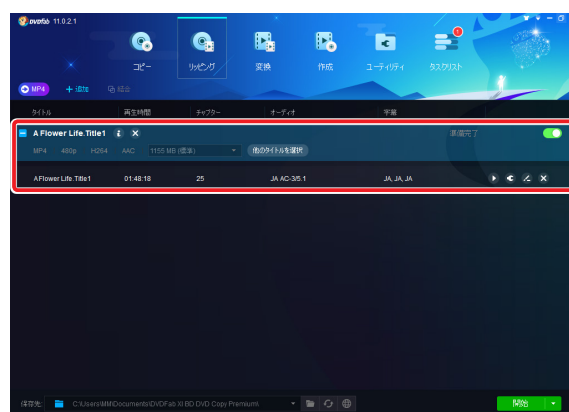 DVDFab 11.0.2.1
コピー リッピング 変換 作成 ユーティリティ タスクリスト
MP4 + 追加 結合
タイトル 再生時間 チャプター オーディオ 字幕
A Flower Life.Title1 準備完了
MP4 480p H264 AAC 1155 MB (標準) 他のタイトルを選択
A Flower Life.Title1 01:48:18 25 JA AC-3/5.1 JA, JA, JA
保存先: C:\Users\MM\Documents\DVDFab XI BD DVD Copy Premium\ 開始